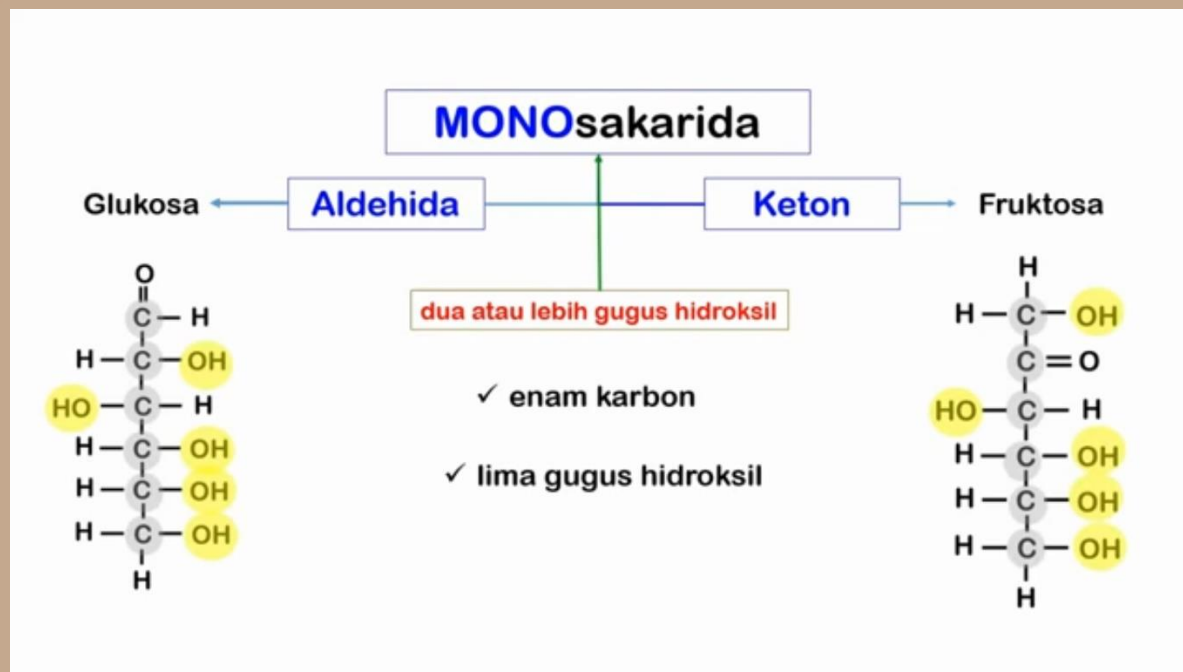 MONOsakarida
Glukosa
Aldehida
Keton
Fruktosa
dua atau lebih gugus hidroksil
✓ enam karbon
✓ lima gugus hidroksil
O
C H
H C OH
HO C H
H C OH
H C OH
H C OH
H
H
H C OH
C=O
HO C H
H C OH
H C OH
H C OH
H